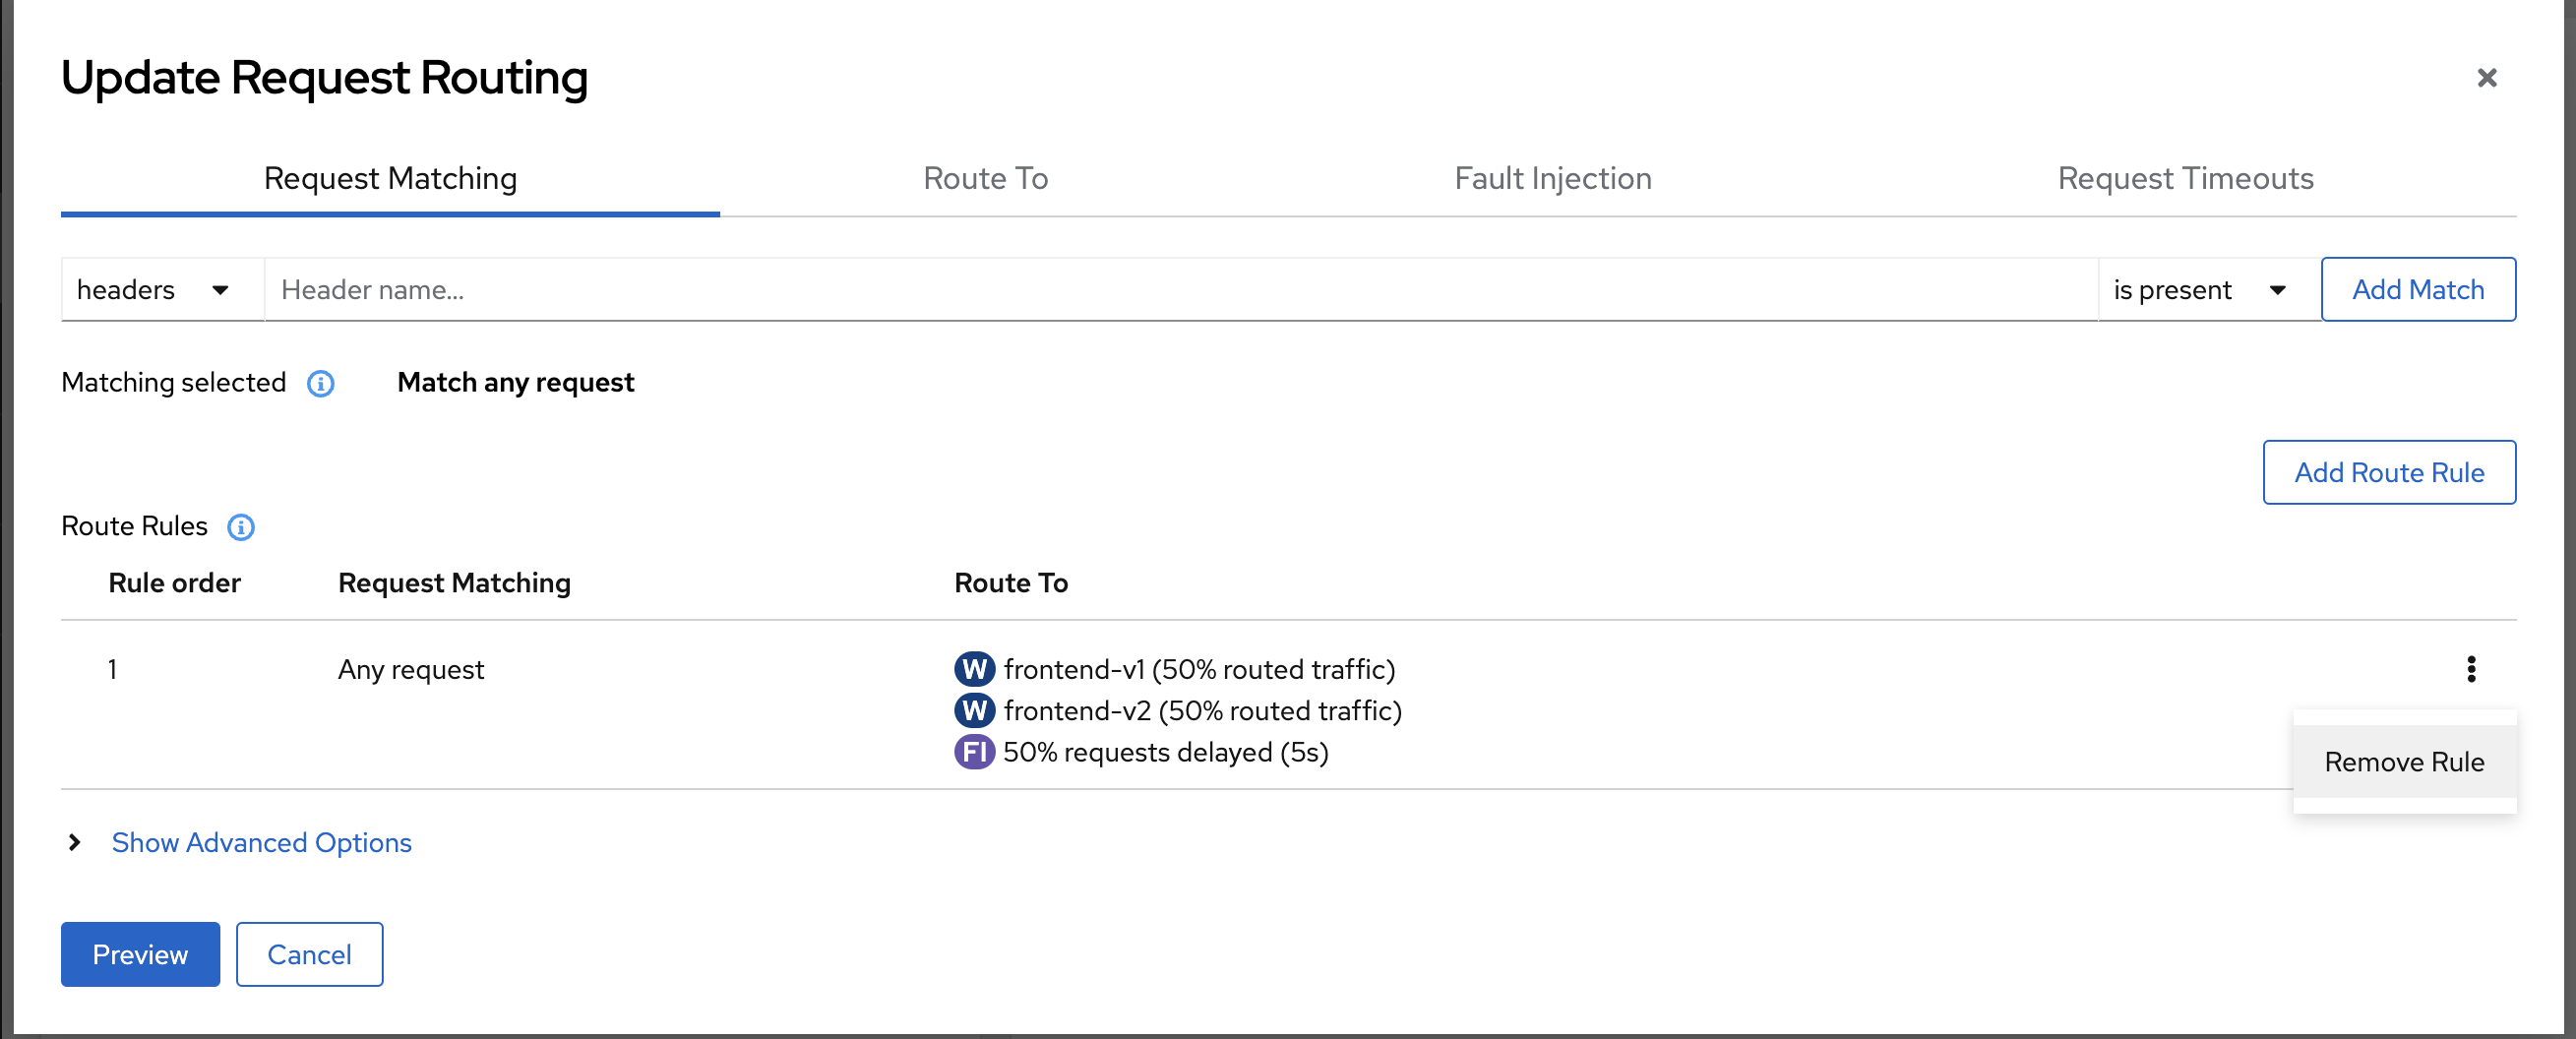 Update Request Routing
Request Matching Route To Fault Injection Request Timeouts
headers Header name... is present Add Match
Matching selected Match any request
Add Route Rule
Route Rules
Rule order Request Matching Route To
1 Any request W frontend-v1 (50% routed traffic)
W frontend-v2 (50% routed traffic)
FI 50% requests delayed (5s)
Remove Rule
Show Advanced Options
Preview Cancel